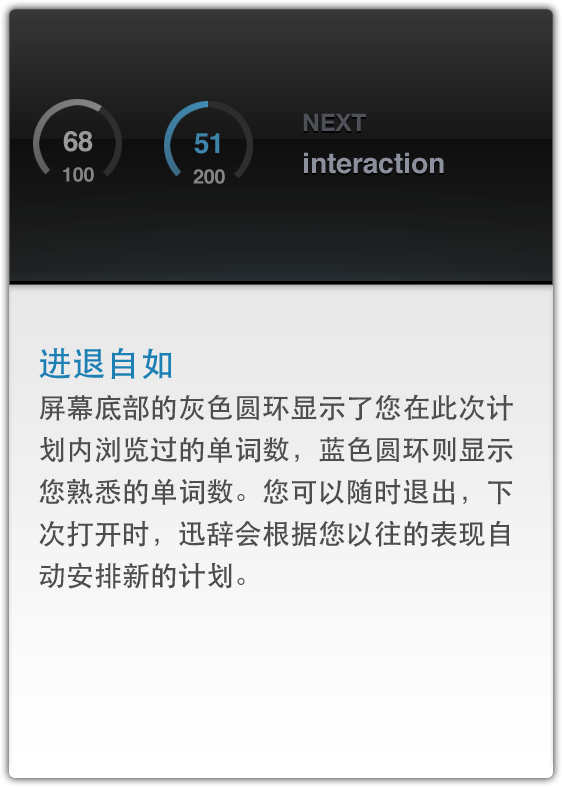 68
100
51
200
NEXT
interaction
进退自如
屏幕底部的灰色圆环显示了您在此次计
划内浏览过的单词数，蓝色圆环则显示
您熟悉的单词数。您可以随时退出，下
次打开时，迅辞会根据您以往的表现自
动安排新的计划。